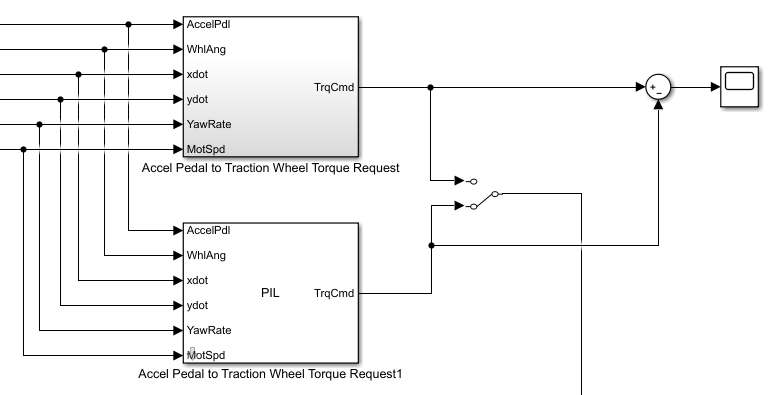 AccelPdl
WhlAng
xdot
ydot
YawRate
MotSpd
TrqCmd
Accel Pedal to Traction Wheel Torque Request
+
−
AccelPdl
WhlAng
xdot
ydot
YawRate
MotSpd
PIL
TrqCmd
Accel Pedal to Traction Wheel Torque Request1